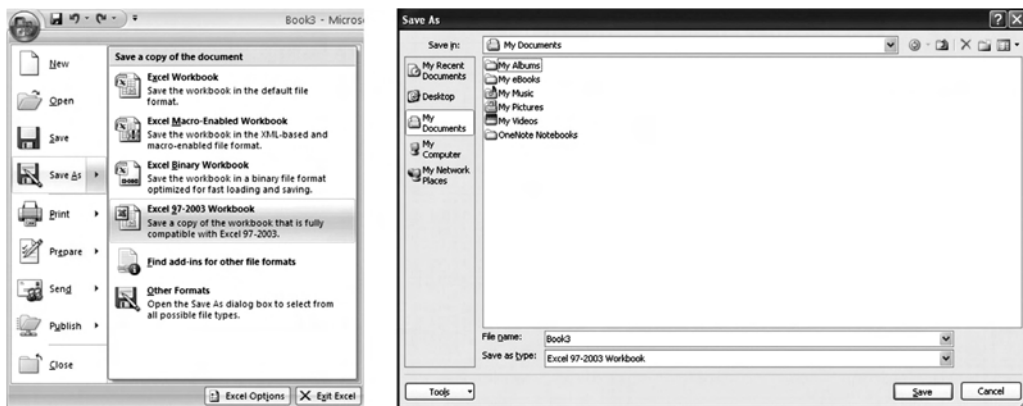 Book3 - Micros
New
Open
Save
Save As
Print
Prepare
Send
Publish
Close
Save a copy of the document
Excel Workbook
Save the workbook in the default file
format.
Excel Macro-Enabled Workbook
Save the workbook in the XML-based and
macro-enabled file format.
Excel Binary Workbook
Save the workbook in a binary file format
optimized for fast loading and saving.
Excel 97-2003 Workbook
Save a copy of the workbook that is fully
compatible with Excel 97-2003.
Find add-ins for other file formats
Other Formats
Open the Save As dialog box to select from
all possible file types.
Excel Options
Exit Excel
Save As
Save in:
My Documents
My Recent
Documents
Desktop
My
Documents
My
Computer
My Network
Places
My Albums
My eBooks
My Music
My Pictures
My Videos
OneNote Notebooks
File name:
Book3
Save as type:
Excel 97-2003 Workbook
Tools
Save
Cancel